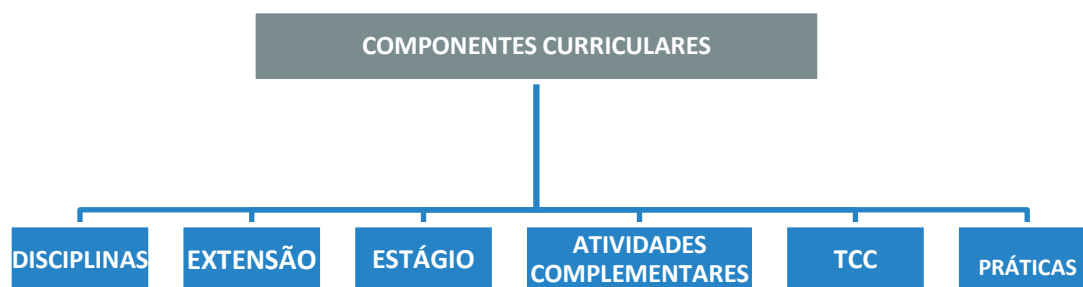 COMPONENTES CURRICULARES
DISCIPLINAS
EXTENSÃO
ESTÁGIO
ATIVIDADES
COMPLEMENTARES
TCC
PRÁTICAS